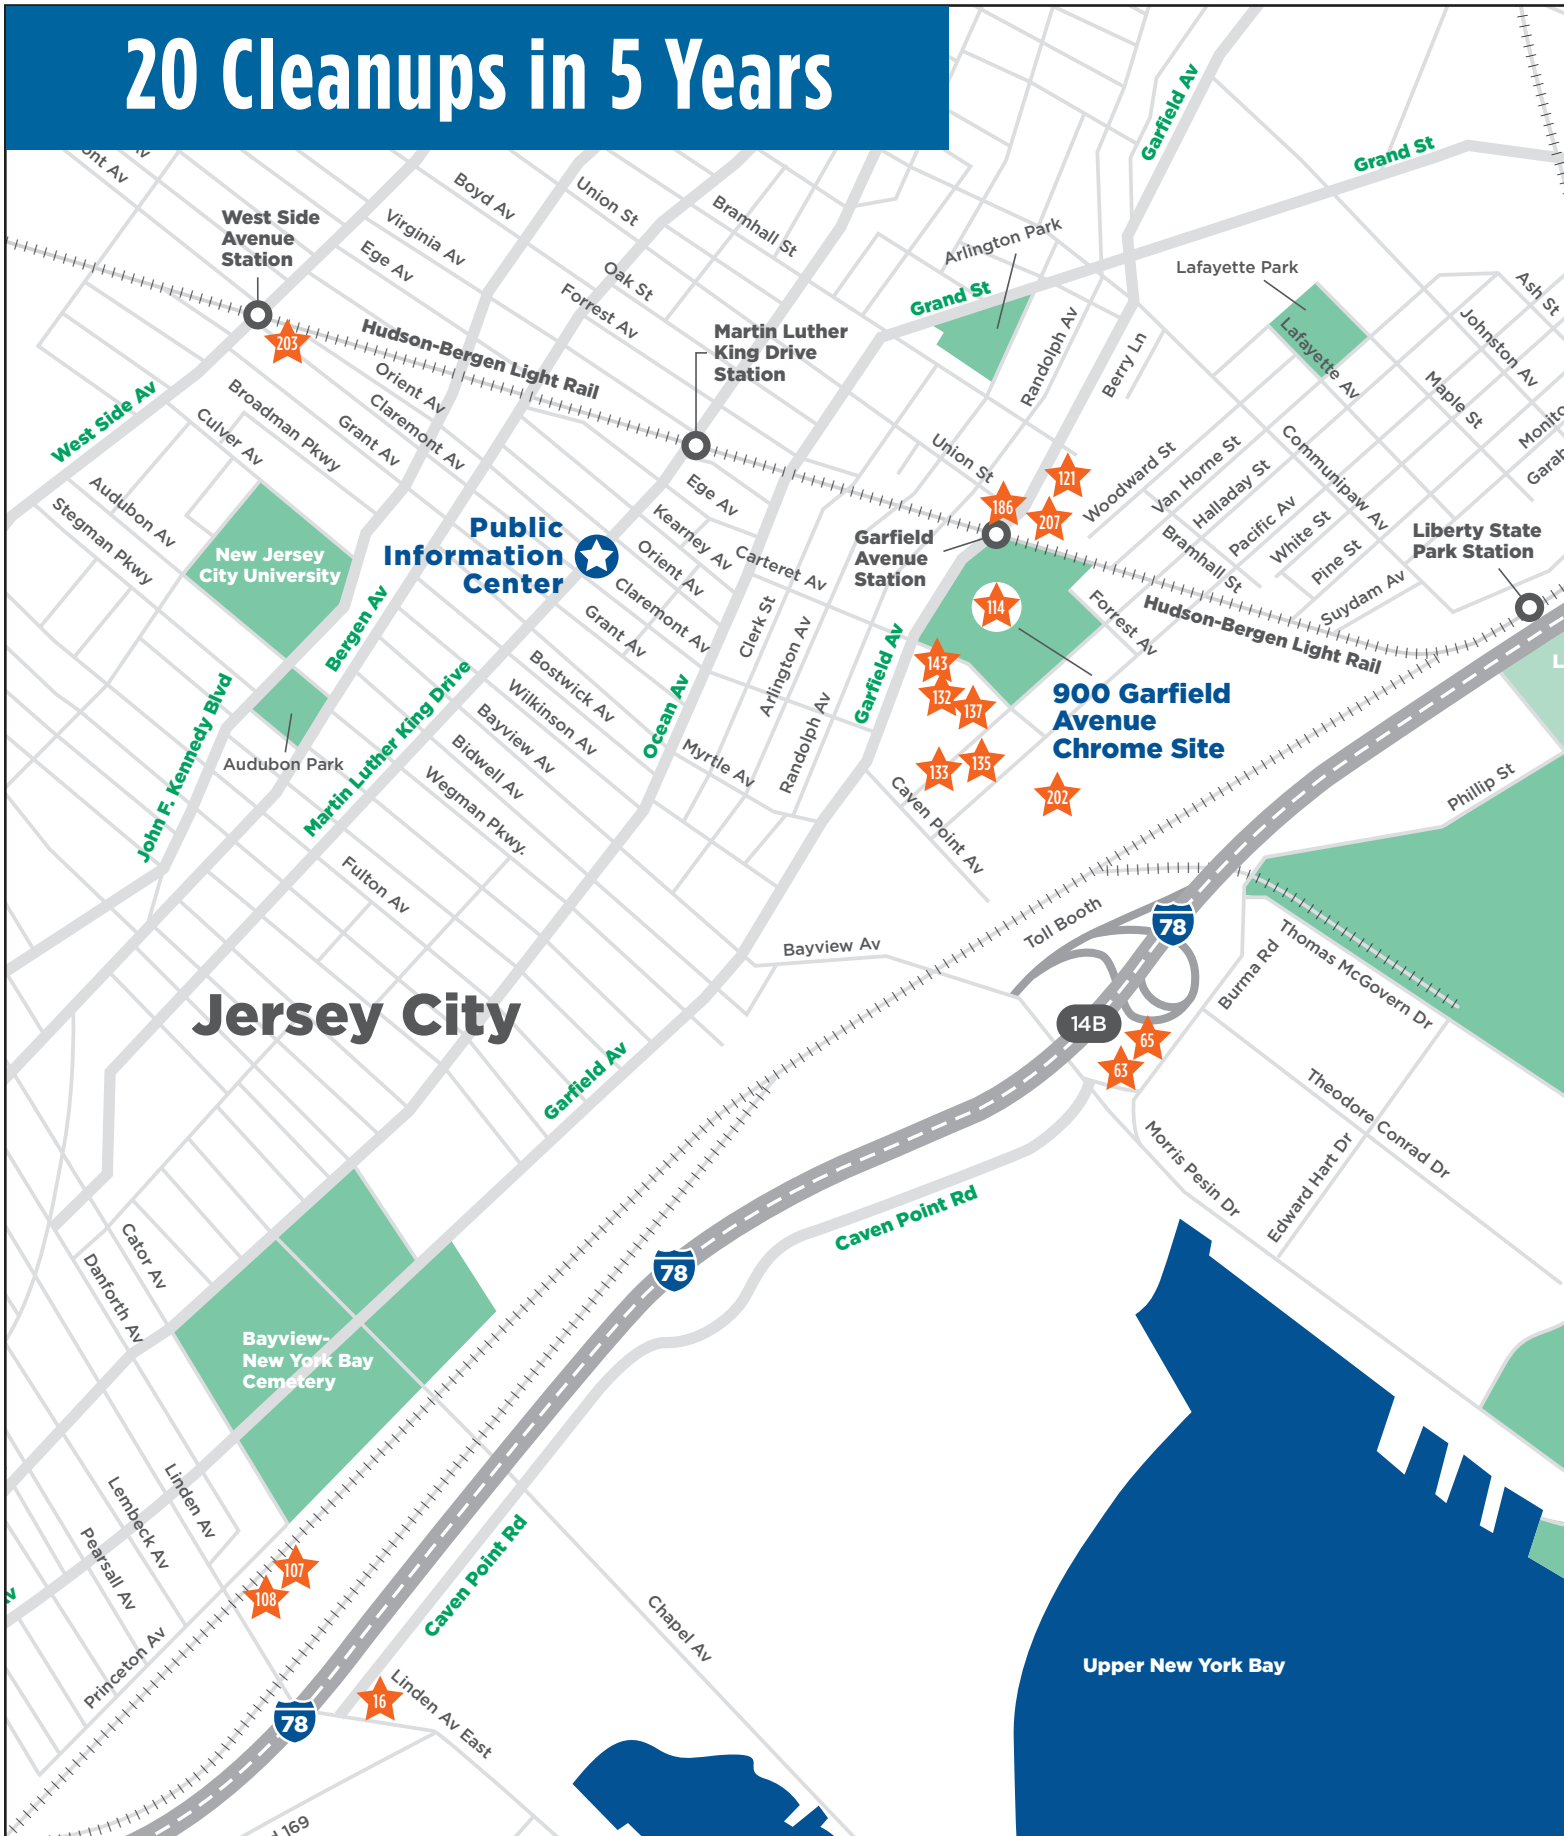 20 Cleanups in 5 Years
Garfield Av
Grand St
ont Av
Av
Boyd Av
Union St
Bramhall St
West Side
Avenue
Station
Virginia Av
Ege Av
Oak St
Forrest Av
Arlington Park
Lafayette Park
Grand St
Ash St
Johnston Av
Lafayette Av
Randolph Av
Berry Ln
Maple St
Monito
Garab
203
Hudson-Bergen Light Rail
Martin Luther
King Drive
Station
West Side Av
Orient Av
Claremont Av
Grant Av
Broadman Pkwy
Culver Av
Audubon Av
Stegman Pkwy
Union St
121
186
207
Woodward St
Van Horne St
Halladay St
Communipaw Av
Pacific Av
White St
Pine St
Bramhall St
Suydam Av
Liberty State
Park Station
Ege Av
Kearney Av
Orient Av
Carteret Av
Claremont Av
Grant Av
Public
Information
Center
New Jersey
City University
Garfield
Avenue
Station
114
Forrest Av
Hudson-Bergen Light Rail
L
Bergen Av
Clerk St
Arlington Av
Garfield Av
143
132
137
900 Garfield
Avenue
Chrome Site
Bostwick Av
Wilkinson Av
Bayview Av
Bidwell Av
Wegman Pkwy.
Ocean Av
Myrtle Av
Randolph Av
John F. Kennedy Blvd
Audubon Park
Martin Luther King Drive
133
135
202
Caven Point Av
Phillip St
Fulton Av
Toll Booth
78
Bayview Av
Burma Rd
Thomas McGovern Dr
Jersey City
14B
65
63
Garfield Av
Theodore Conrad Dr
Morris Pesin Dr
Edward Hart Dr
Caven Point Rd
Cator Av
Danforth Av
78
Bayview-
New York Bay
Cemetery
Linden Av
Lembeck Av
Pearsall Av
107
108
v
Caven Point Rd
Princeton Av
Chapel Av
Upper New York Bay
16
Linden Av East
78
169